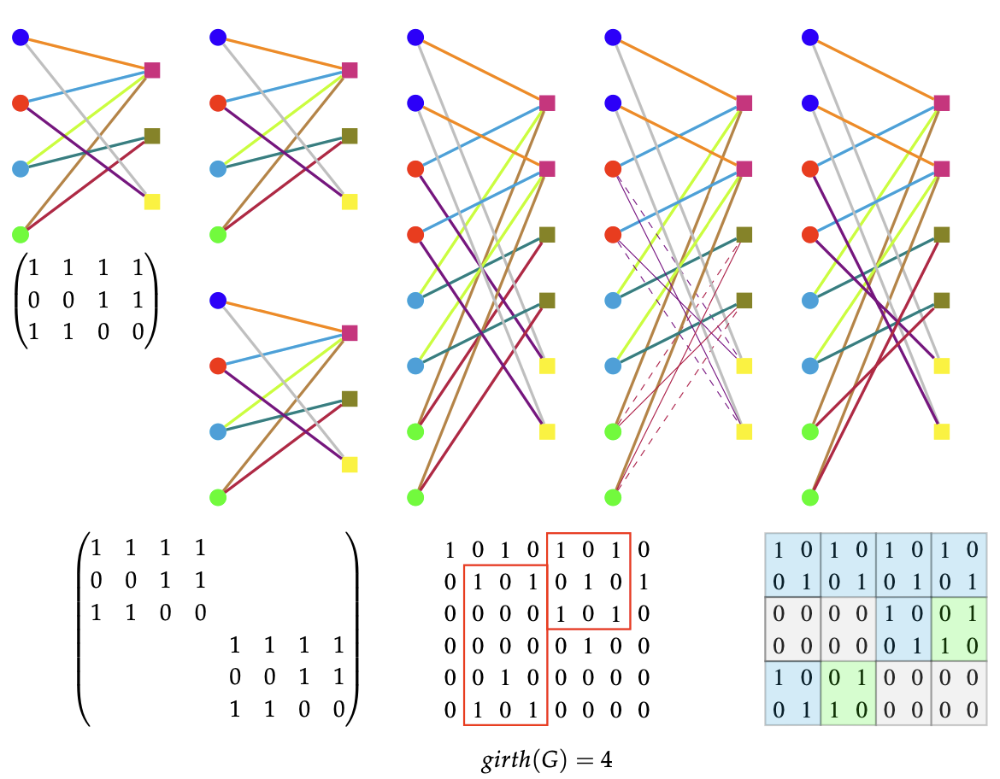 1 1 1 1
0 0 1 1
1 1 0 0
1 1 1 1
0 0 1 1
1 1 0 0
1 1 1 1
0 0 1 1
1 1 0 0
1 0 1 0 1 0 1 0
0 1 0 1 0 1 0 1
0 0 0 0 1 0 1 0
0 0 0 0 0 1 0 0
0 0 1 0 0 0 0 0
0 1 0 1 0 0 0 0
1 0 1 0 1 0 1 0
0 1 0 1 0 1 0 1
0 0 0 0 1 0 0 1
0 0 0 0 0 1 1 0
1 0 0 1 0 0 0 0
0 1 1 0 0 0 0 0
girth(G) = 4